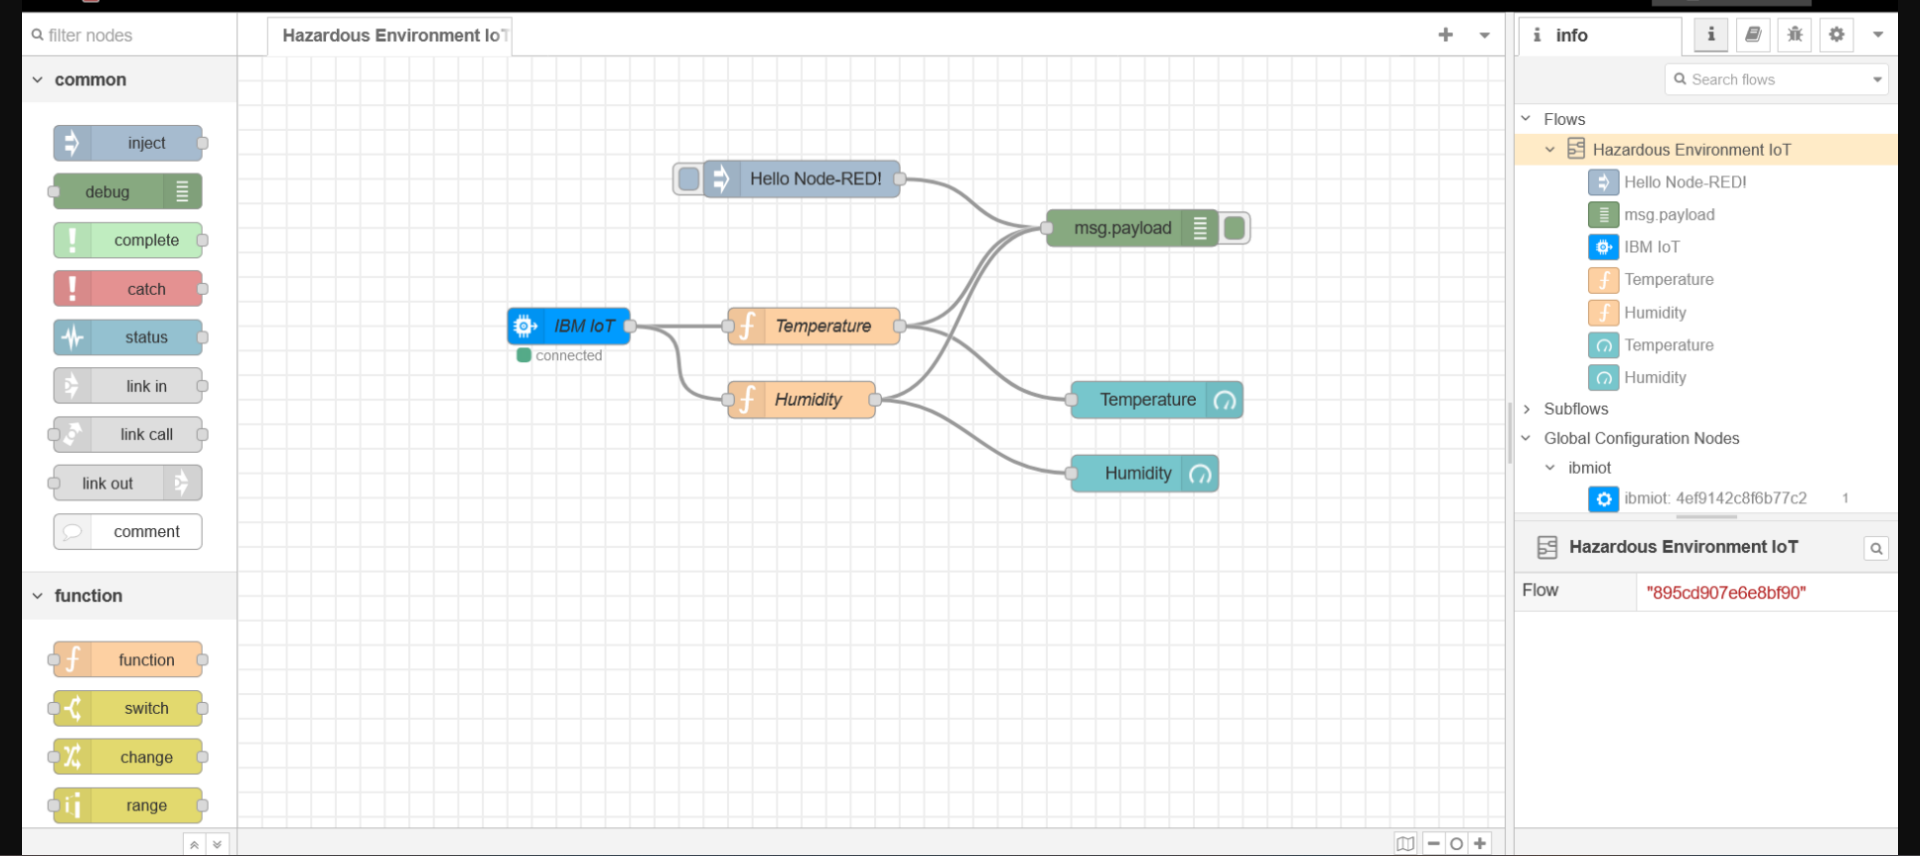 filter nodes
common
inject
debug
complete
catch
status
link in
link call
link out
comment
function
function
switch
change
range
Hazardous Environment IoT
Hello Node-RED!
msg.payload
IBM IoT
connected
Temperature
Humidity
Temperature
Humidity
i info
Search flows
Flows
Hazardous Environment IoT
Hello Node-RED!
msg.payload
IBM IoT
Temperature
Humidity
Temperature
Humidity
Subflows
Global Configuration Nodes
ibmiot
ibmiot: 4ef9142c8f6b77c2 1
Hazardous Environment IoT
Flow "895cd907e6e8bf90"